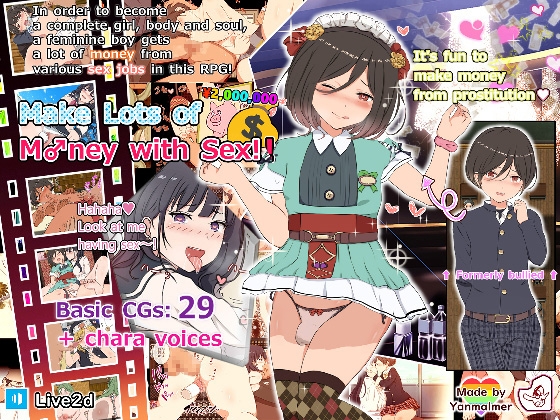 In order to become
a complete girl, body and soul,
a feminine boy gets
a lot of money from
various sex jobs in this RPG!
It's fun to
make money
from prostitution♥
¥2,000,000
Make Lots of
M♂ney with Sex!!
Hahaha♥
Look at me
having sex~!
⬆ Formerly bullied ⬆
Basic CGs: 29
+ chara voices
Live2d
Made by
Yanmalmer